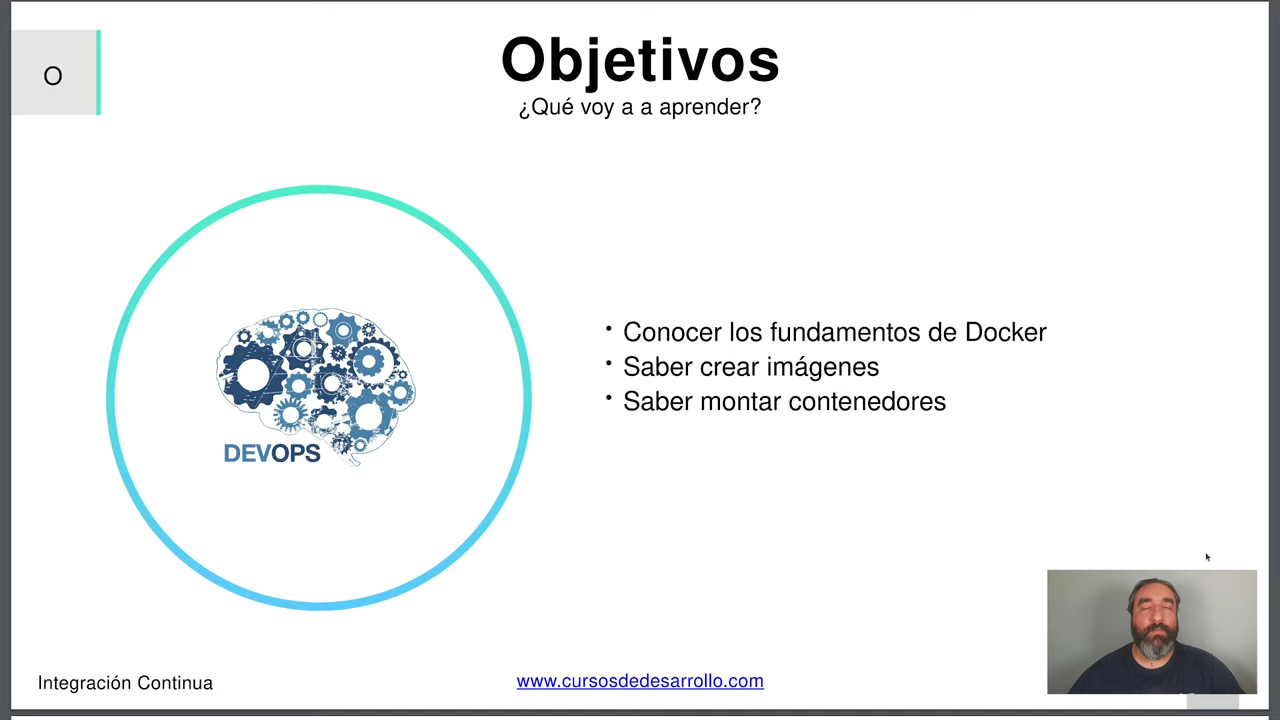 O
Objetivos
¿Qué voy a a aprender?
• Conocer los fundamentos de Docker
• Saber crear imágenes
• Saber montar contenedores
DEVOPS
Integración Continua
www.cursosdedesarrollo.com